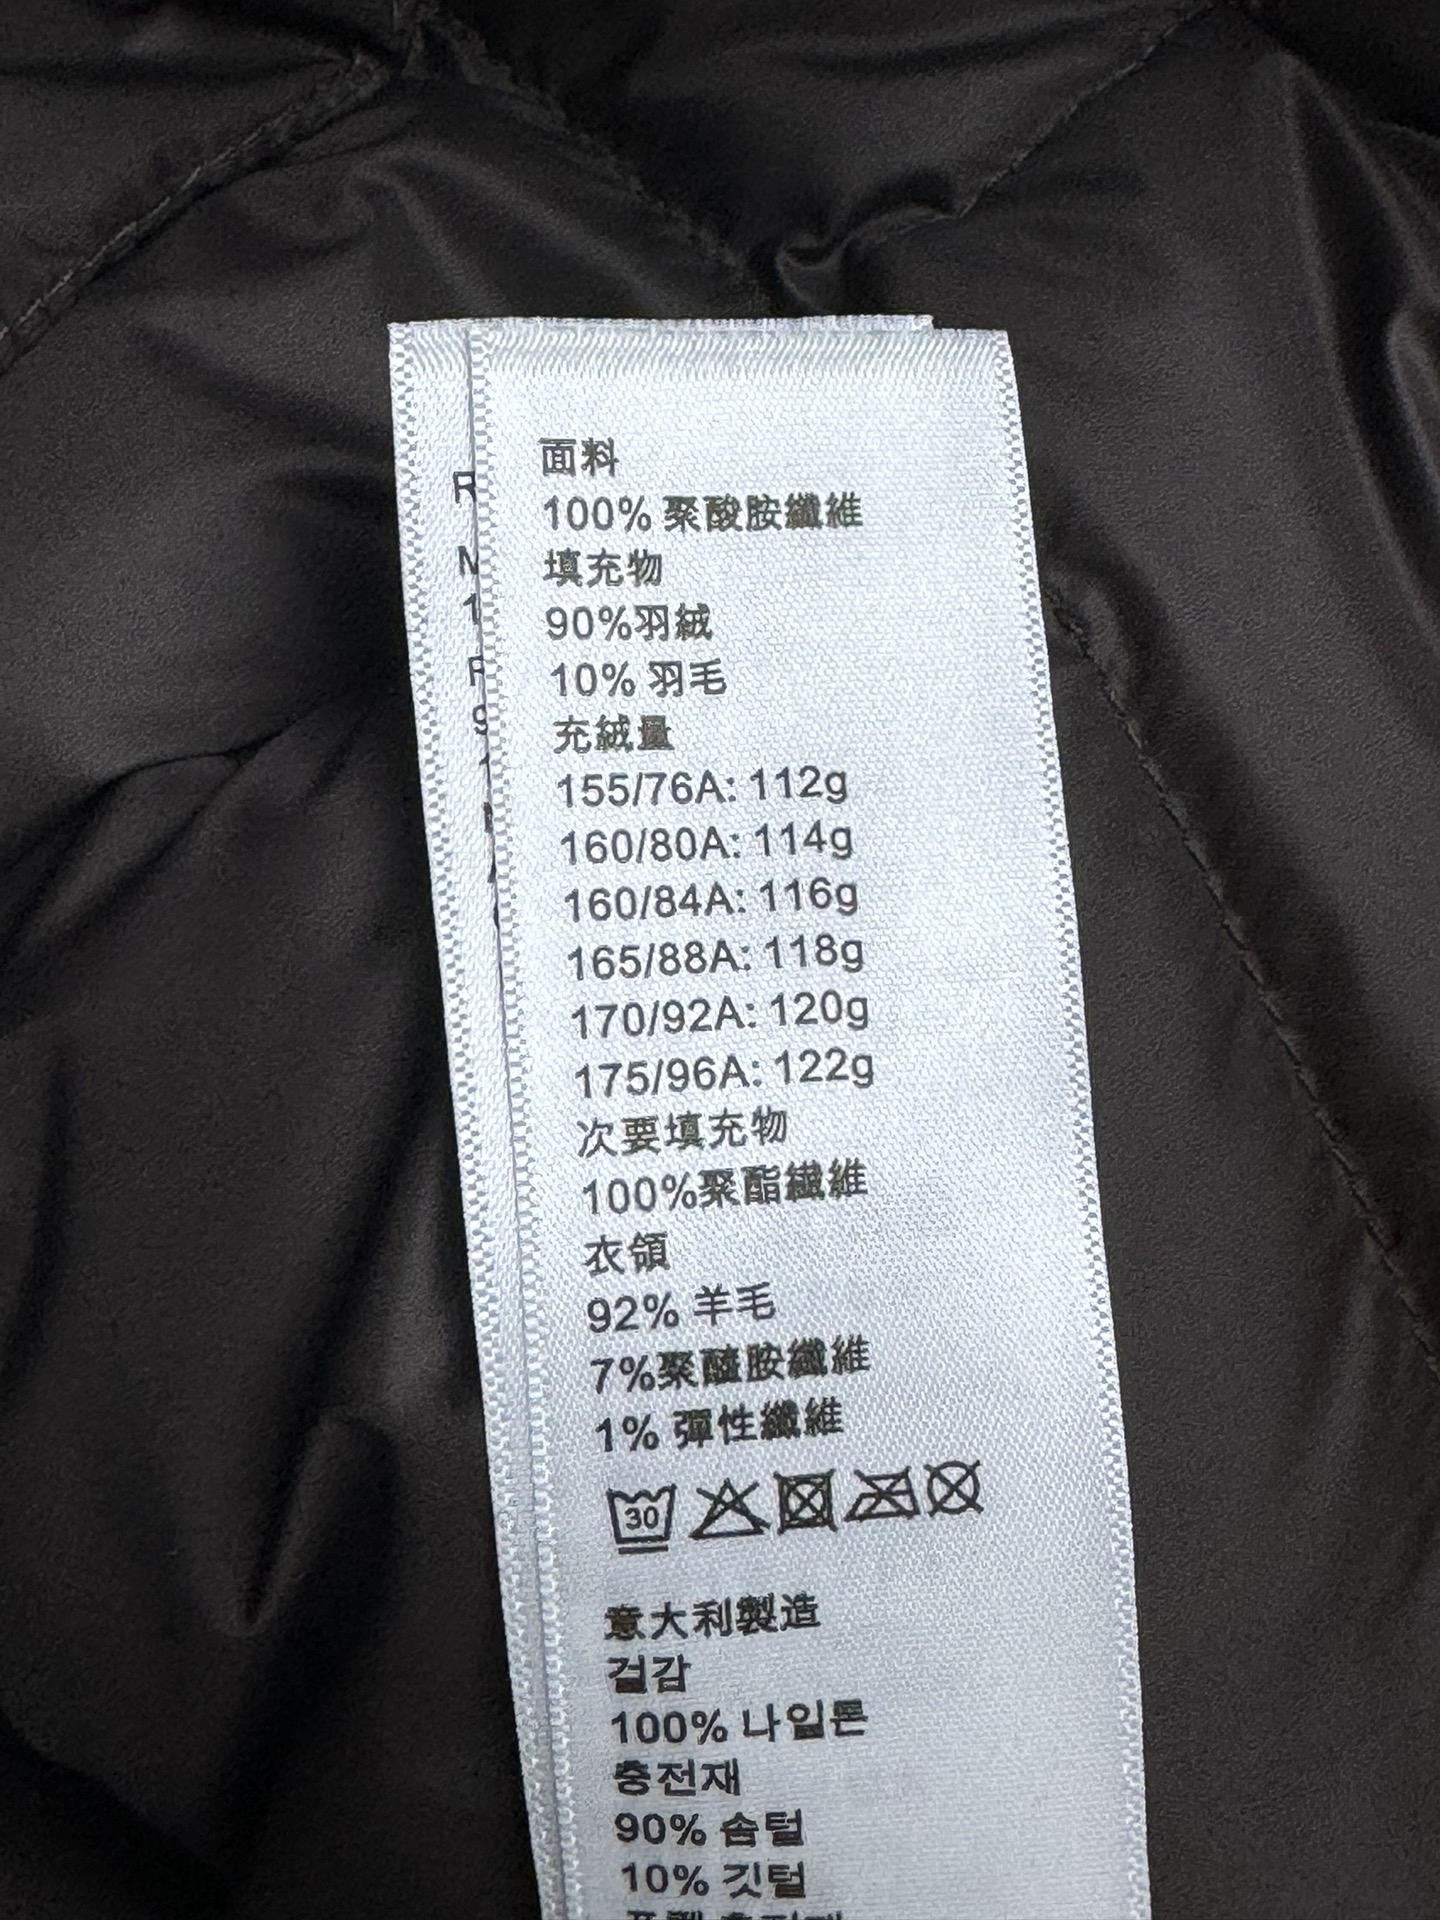 面料
100% 聚酸胺纖維
填充物
90%羽絨
10% 羽毛
充絨量
155/76A: 112g
160/80A: 114g
160/84A: 116g
165/88A: 118g
170/92A: 120g
175/96A: 122g
次要填充物
100%聚酯纖維
衣領
92% 羊毛
7%聚醯胺纖維
1% 彈性纖維
30
意大利製造
겉감
100% 나일론
충전재
90% 솜털
10% 깃털